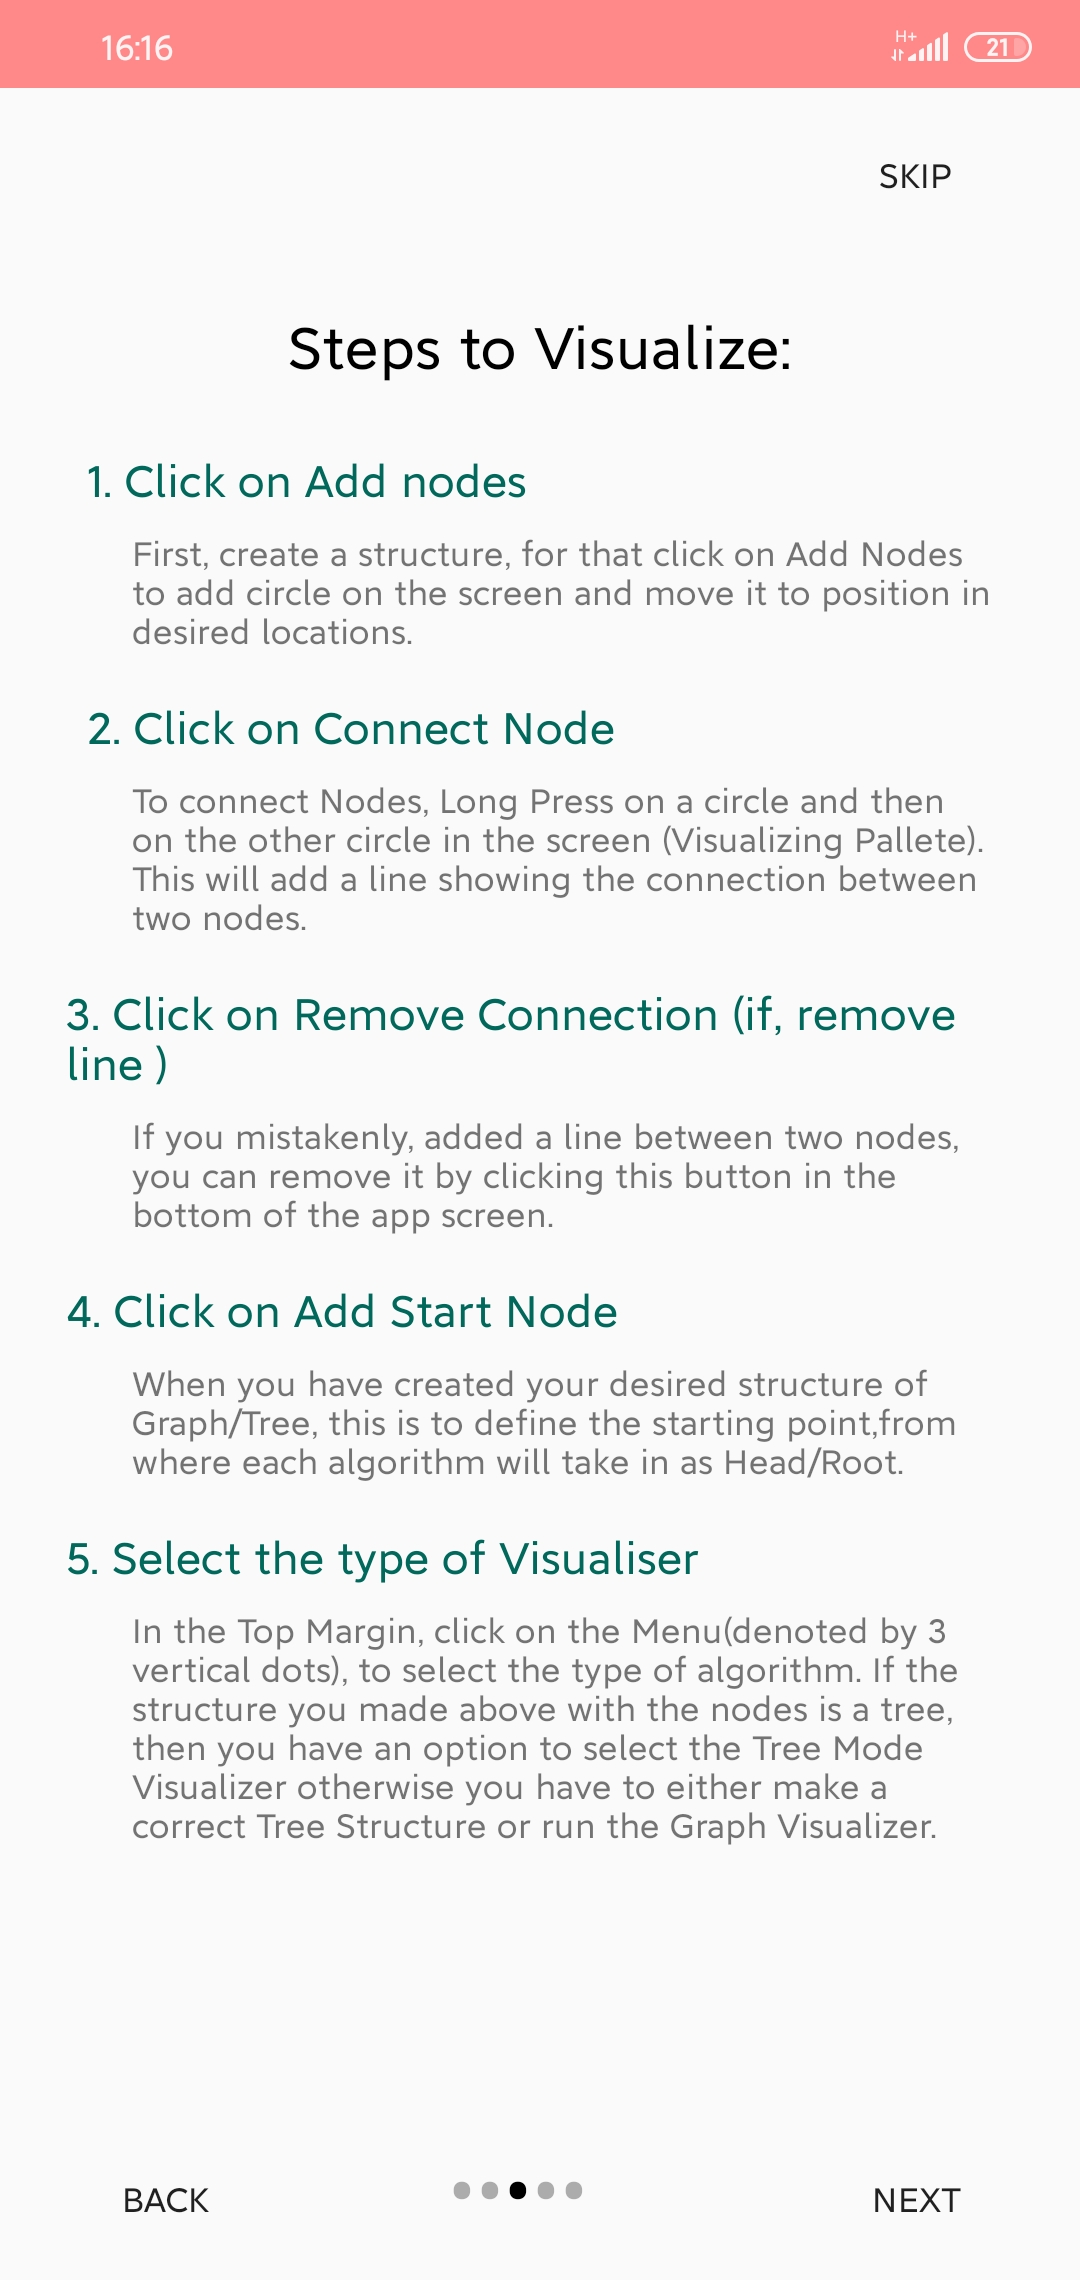 16:16
H+
21
SKIP
Steps to Visualize:
1. Click on Add nodes
First, create a structure, for that click on Add Nodes
to add circle on the screen and move it to position in
desired locations.
2. Click on Connect Node
To connect Nodes, Long Press on a circle and then
on the other circle in the screen (Visualizing Pallete).
This will add a line showing the connection between
two nodes.
3. Click on Remove Connection (if, remove
line )
If you mistakenly, added a line between two nodes,
you can remove it by clicking this button in the
bottom of the app screen.
4. Click on Add Start Node
When you have created your desired structure of
Graph/Tree, this is to define the starting point,from
where each algorithm will take in as Head/Root.
5. Select the type of Visualiser
In the Top Margin, click on the Menu(denoted by 3
vertical dots), to select the type of algorithm. If the
structure you made above with the nodes is a tree,
then you have an option to select the Tree Mode
Visualizer otherwise you have to either make a
correct Tree Structure or run the Graph Visualizer.
BACK
NEXT